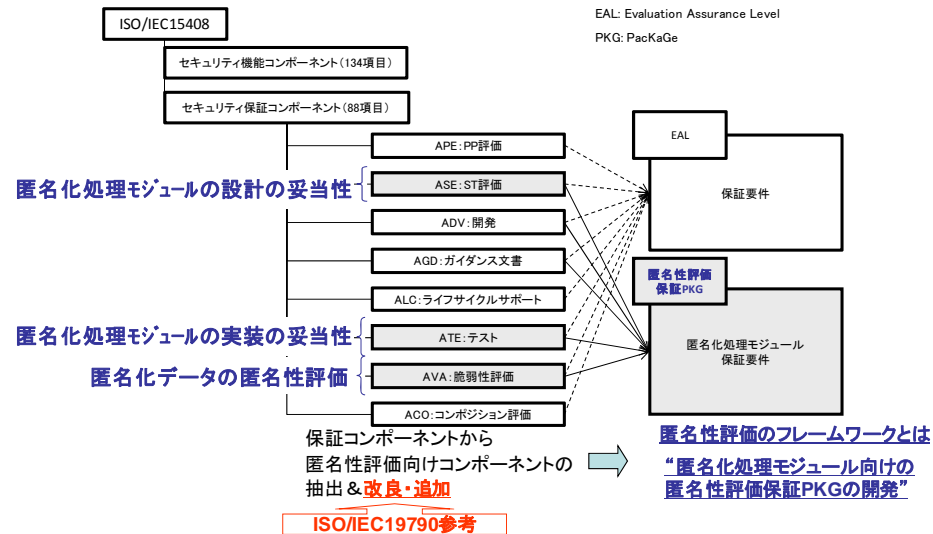 ISO/IEC15408
EAL: Evaluation Assurance Level
PKG: PacKaGe
セキュリティ機能コンポーネント(134項目)
セキュリティ保証コンポーネント(88項目)
APE:PP評価
EAL
匿名化処理モジュールの設計の妥当性
ASE:ST評価
保証要件
ADV:開発
AGD:ガイダンス文書
匿名性評価
保証PKG
ALC:ライフサイクルサポート
匿名化処理モジュールの実装の妥当性
ATE:テスト
匿名化処理モジュール
保証要件
匿名化データの匿名性評価
AVA:脆弱性評価
ACO:コンポジション評価
保証コンポーネントから
匿名性評価向けコンポーネントの
抽出&改良・追加
ISO/IEC19790参考
匿名性評価のフレームワークとは
“匿名化処理モジュール向けの
匿名性評価保証PKGの開発”